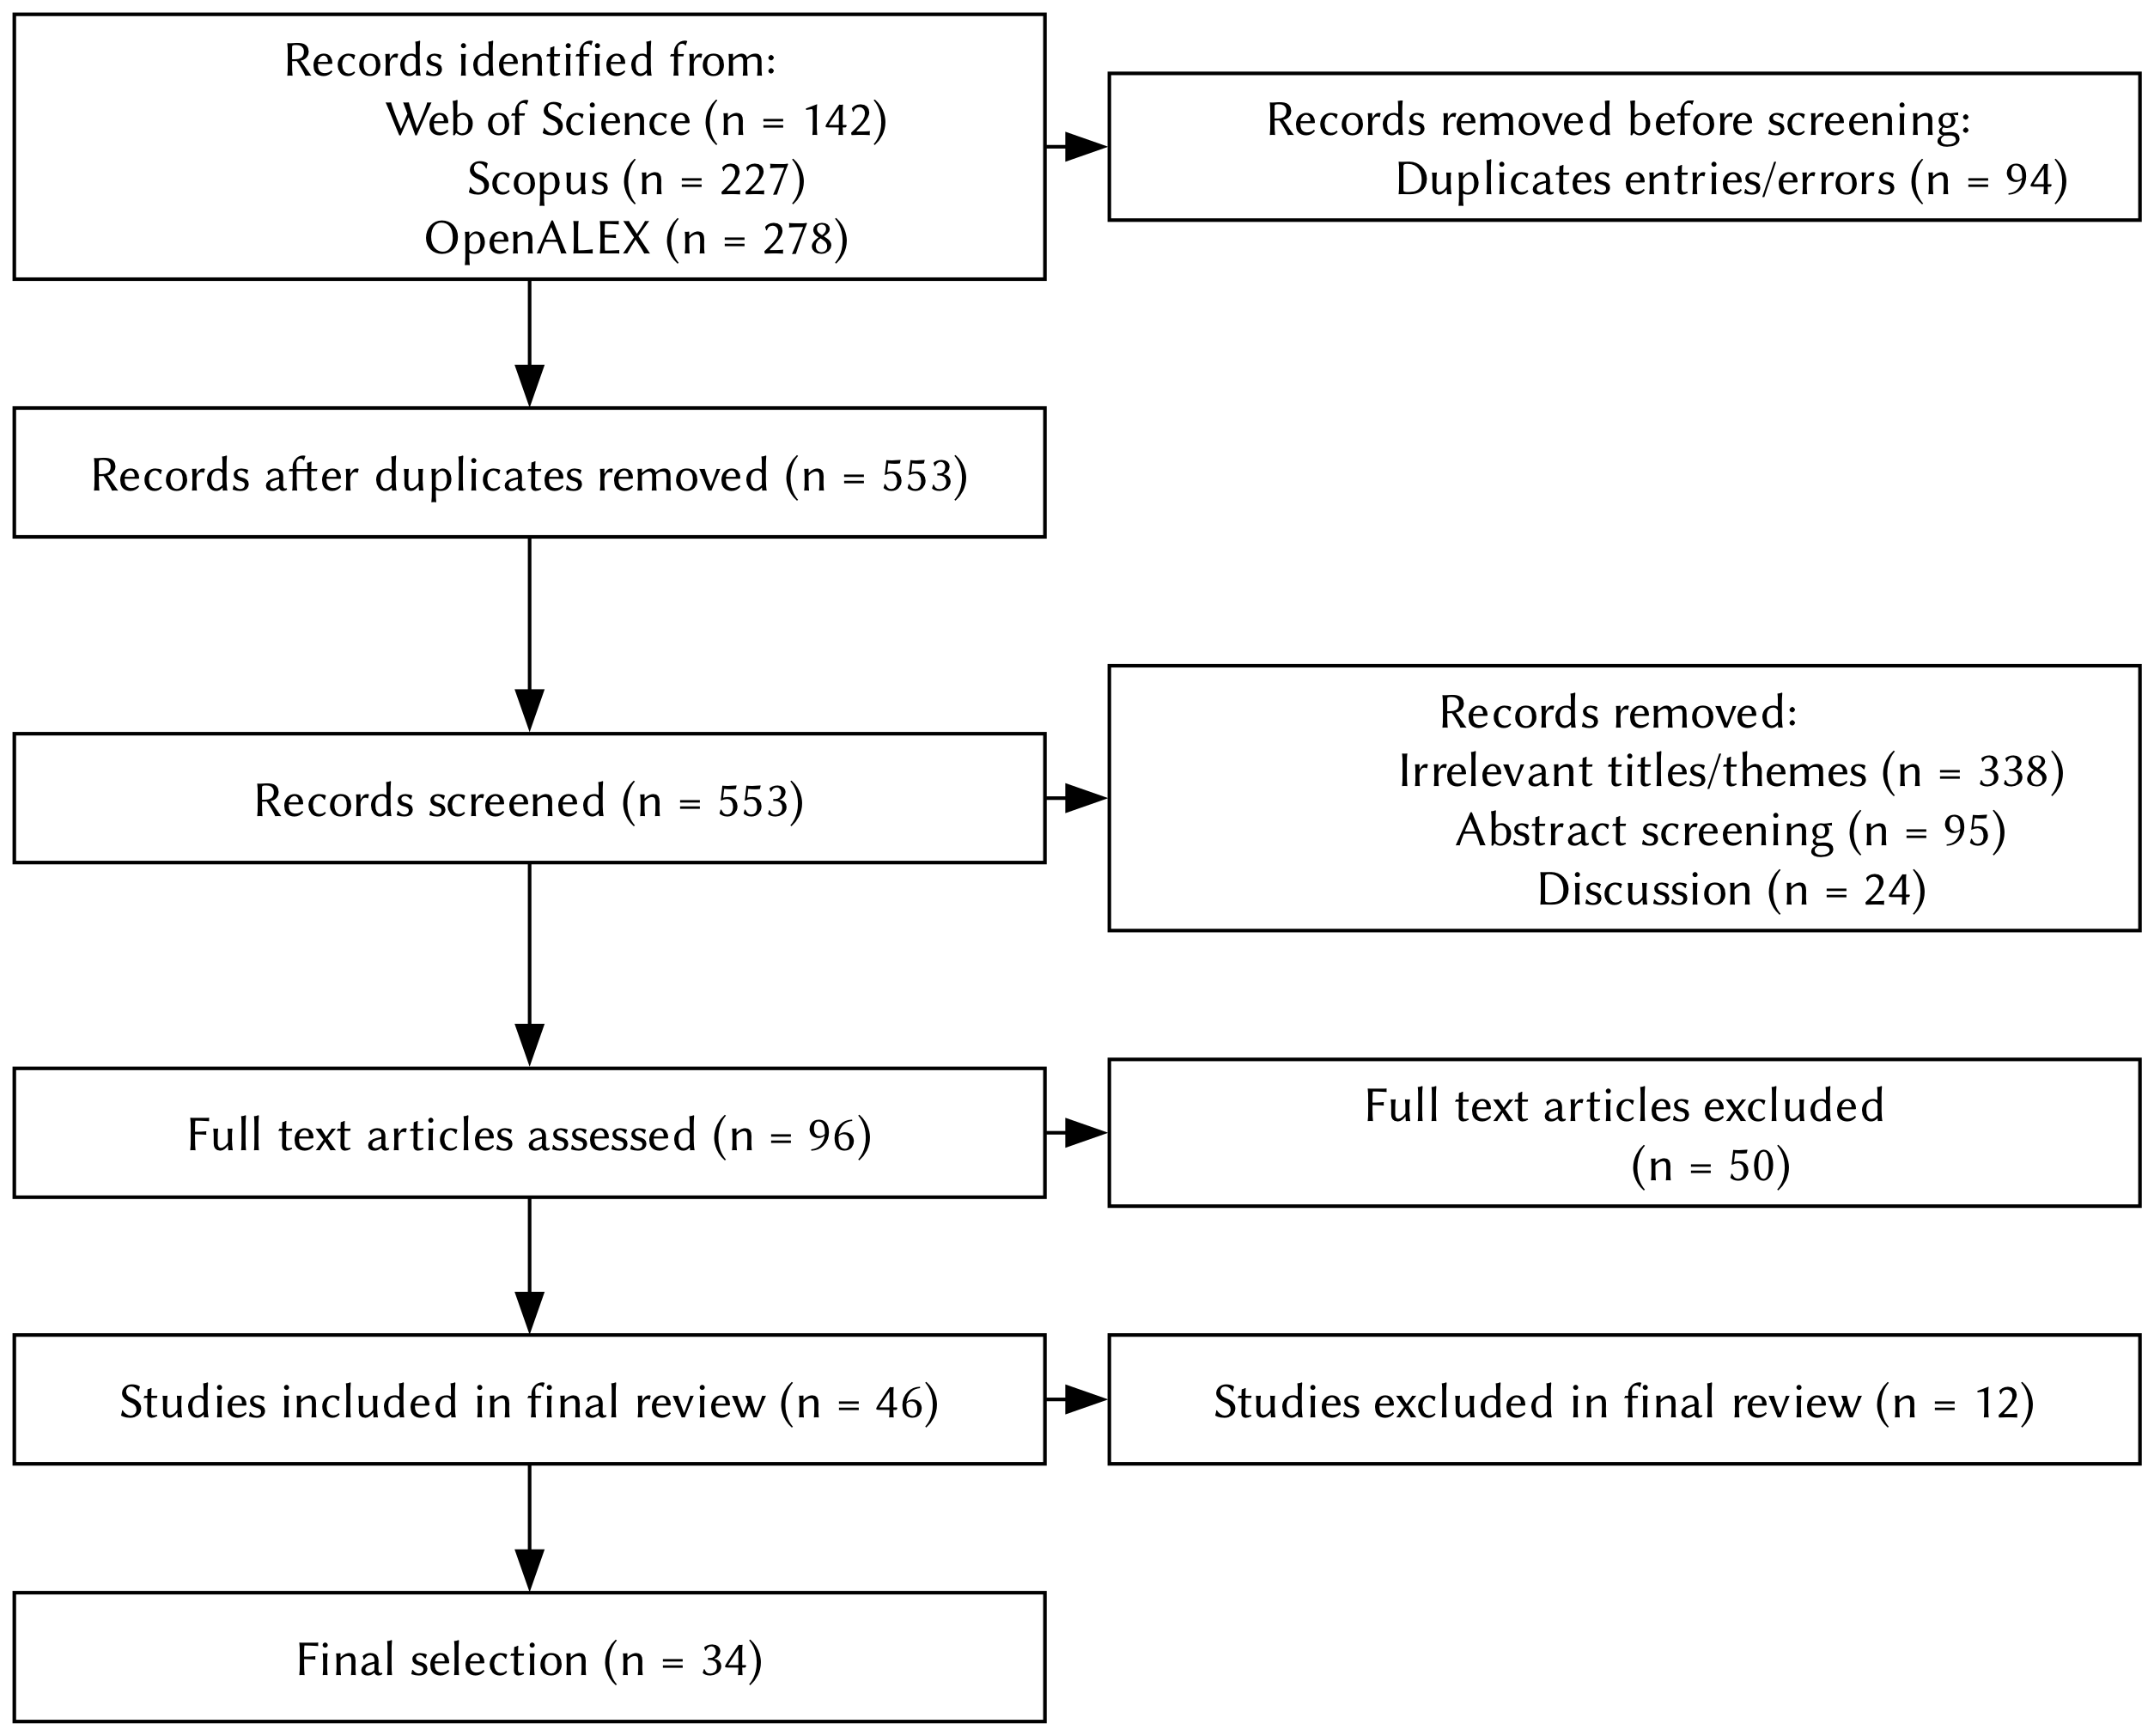 Records identified from:
Web of Science (n = 142)
Scopus (n = 227)
OpenALEX (n = 278)
Records removed before screening:
Duplicates entries/errors (n = 94)
Records after duplicates removed (n = 553)
Records screened (n = 553)
Records removed:
Irrelevant titles/themes (n = 338)
Abstract screening (n = 95)
Discussion (n = 24)
Full text articles assessed (n = 96)
Full text articles excluded
(n = 50)
Studies included in final review (n = 46)
Studies excluded in final review (n = 12)
Final selection (n = 34)